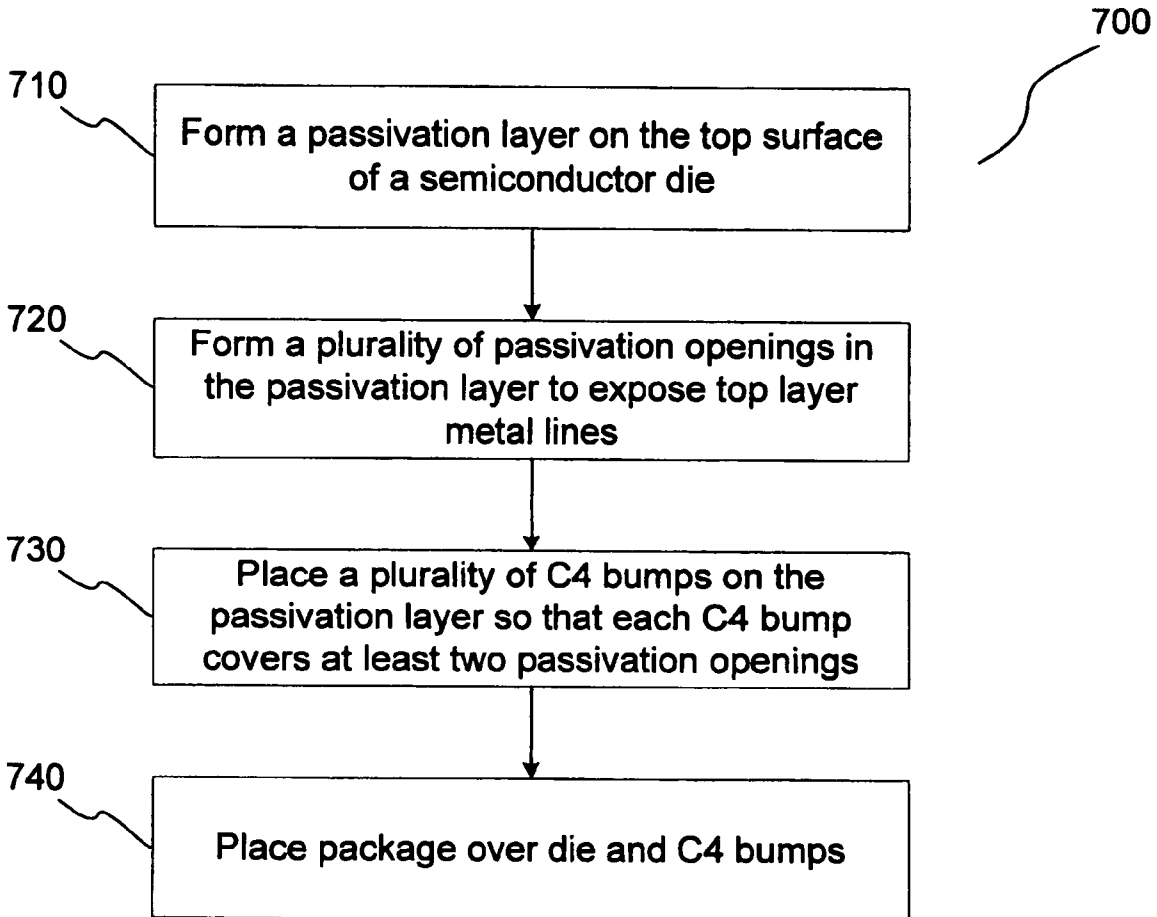 700
710
Form a passivation layer on the top surface
of a semiconductor die
720
Form a plurality of passivation openings in
the passivation layer to expose top layer
metal lines
730
Place a plurality of C4 bumps on the
passivation layer so that each C4 bump
covers at least two passivation openings
740
Place package over die and C4 bumps